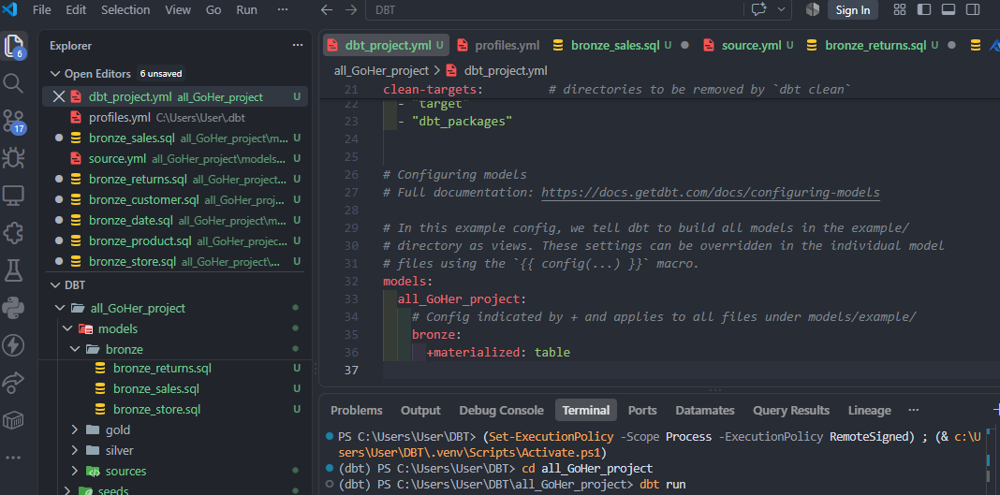 File Edit Selection View Go Run ··· DBT Sign In
Explorer ···
Open Editors 6 unsaved
dbt_project.yml all_GoHer_project U
profiles.yml C:\Users\User\.dbt
bronze_sales.sql all_GoHer_project\m... U
source.yml all_GoHer_project\models... U
bronze_returns.sql all_GoHer_project... U
bronze_customer.sql all_GoHer_proj... U
bronze_date.sql all_GoHer_project\m... U
bronze_product.sql all_GoHer_projec... U
bronze_store.sql all_GoHer_project\... U
DBT
all_GoHer_project
models
bronze
bronze_returns.sql U
bronze_sales.sql U
bronze_store.sql U
gold
silver
sources
seeds
6
17
dbt_project.yml U profiles.yml bronze_sales.sql U source.yml U bronze_returns.sql U
all_GoHer_project > dbt_project.yml
21 clean-targets: # directories to be removed by `dbt clean`
22 - "target"
23 - "dbt_packages"
24
25
26 # Configuring models
27 # Full documentation: https://docs.getdbt.com/docs/configuring-models
28
29 # In this example config, we tell dbt to build all models in the example/
30 # directory as views. These settings can be overridden in the individual model
31 # files using the `{{ config(...) }}` macro.
32 models:
33 all_GoHer_project:
34 # Config indicated by + and applies to all files under models/example/
35 bronze:
36 +materialized: table
37
Problems Output Debug Console Terminal Ports Datamates Query Results Lineage ···
PS C:\Users\User\DBT> (Set-ExecutionPolicy -Scope Process -ExecutionPolicy RemoteSigned) ; (& c:\U
sers\User\DBT\.venv\Scripts\Activate.ps1)
(dbt) PS C:\Users\User\DBT> cd all_GoHer_project
(dbt) PS C:\Users\User\DBT\all_GoHer_project> dbt run